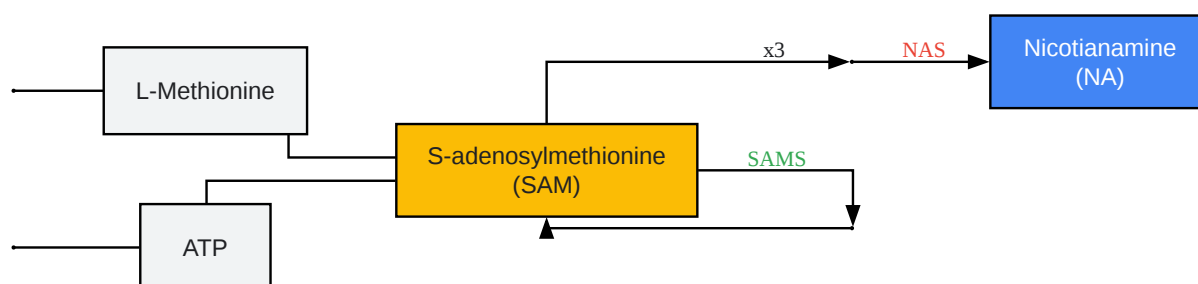 x3
NAS
Nicotianamine
(NA)
L-Methionine
S-adenosylmethionine
(SAM)
SAMS
ATP